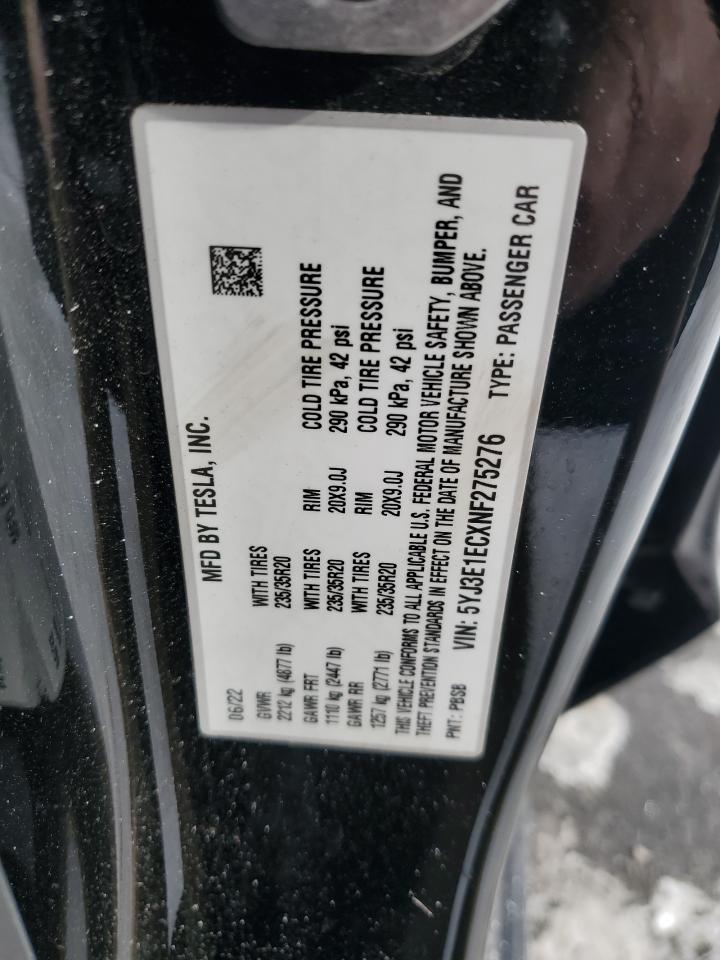 MFD BY TESLA, INC.
06/22
GVWR WITH TIRES
2212 kg (4877 lb) 235/35R20
GAWR FRT WITH TIRES RIM COLD TIRE PRESSURE
1110 kg (2447 lb) 235/35R20 20X9.0J 290 kPa, 42 psi
GAWR RR WITH TIRES RIM COLD TIRE PRESSURE
1257 kg (2771 lb) 235/35R20 20X9.0J 290 kPa, 42 psi
THIS VEHICLE CONFORMS TO ALL APPLICABLE U.S. FEDERAL MOTOR VEHICLE SAFETY, BUMPER, AND
THEFT PREVENTION STANDARDS IN EFFECT ON THE DATE OF MANUFACTURE SHOWN ABOVE.
PNT: PBSB VIN: 5YJ3E1ECXNF275276 TYPE: PASSENGER CAR